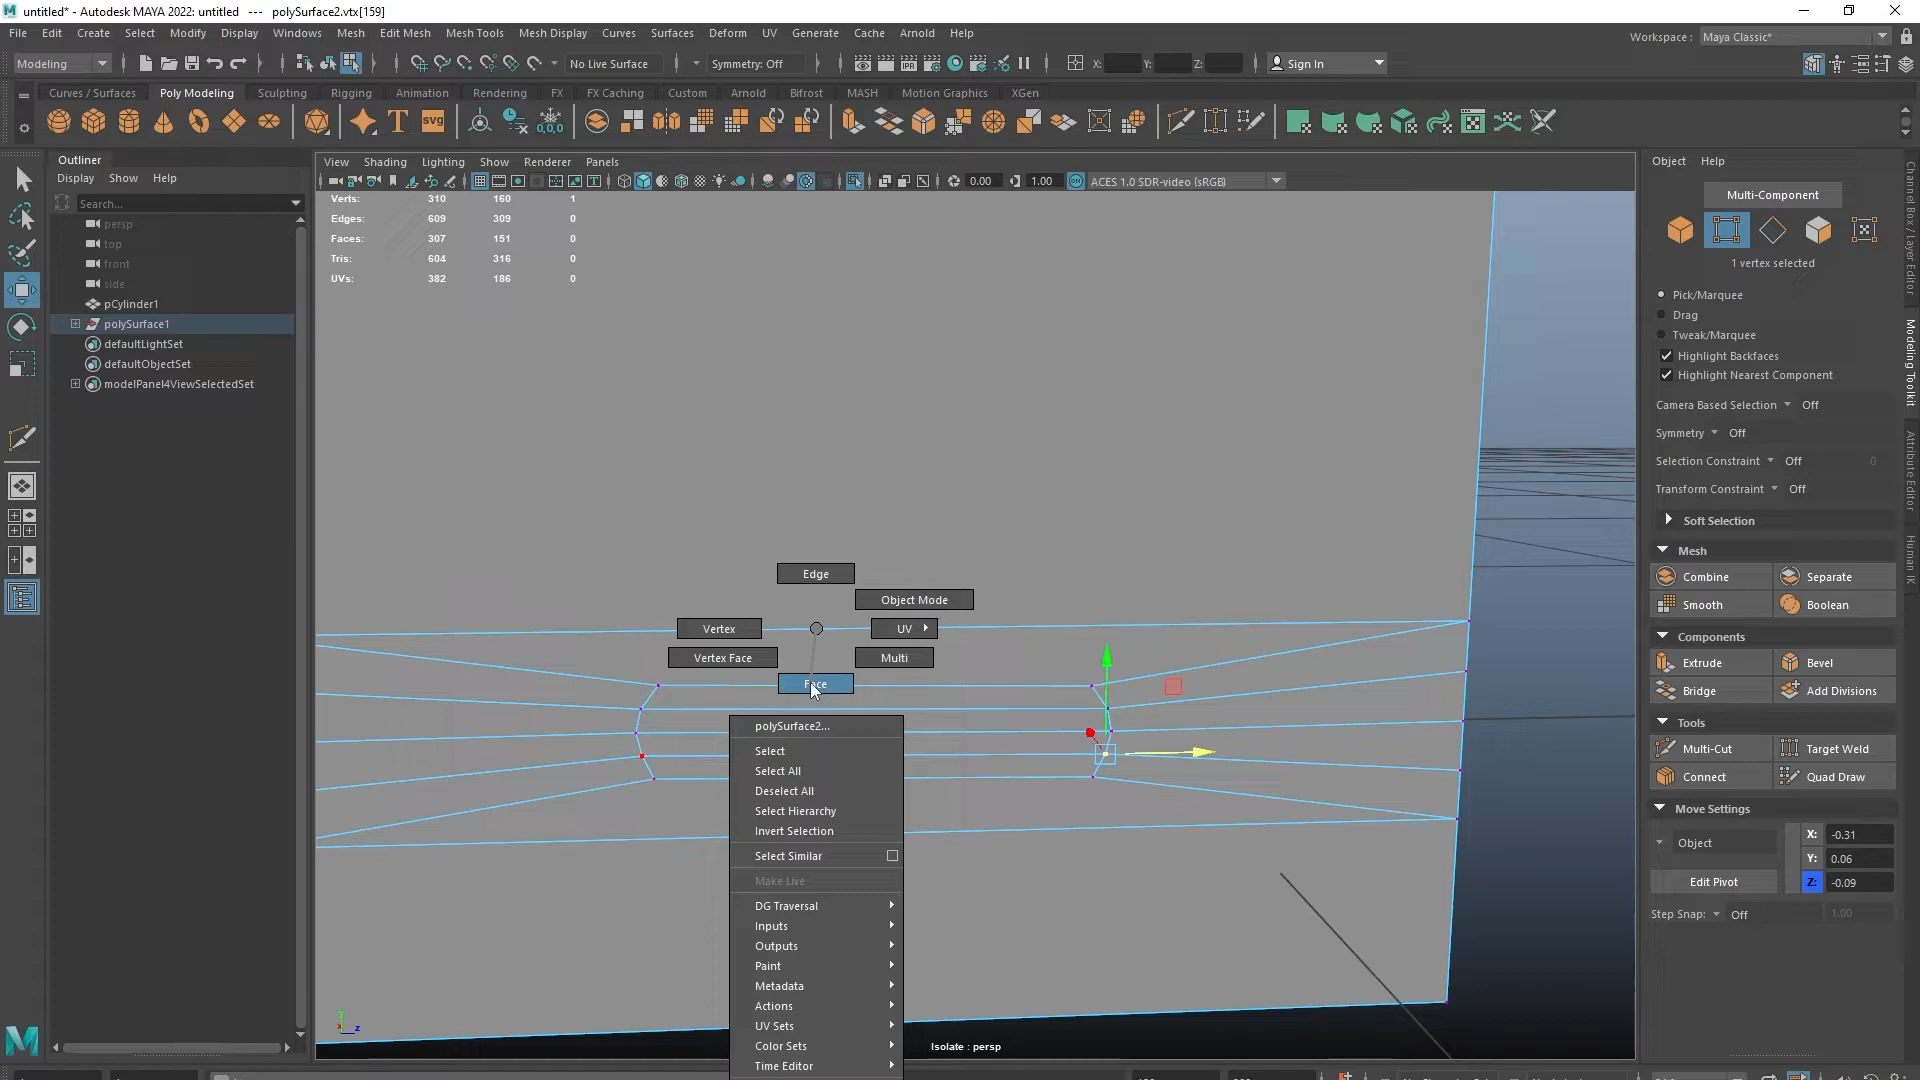 untitled* - Autodesk MAYA 2022: untitled --- polySurface2.vtx[159]
File Edit Create Select Modify Display Windows Mesh Edit Mesh Mesh Tools Mesh Display Curves Surfaces Deform UV Generate Cache Arnold Help
Workspace : Maya Classic*
Modeling No Live Surface Symmetry: Off X: Y: Z: Sign In
Curves / Surfaces Poly Modeling Sculpting Rigging Animation Rendering FX FX Caching Custom Arnold Bifrost MASH Motion Graphics XGen
T svg 0,0,0
Outliner
Display Show Help
Search...
persp
top
front
side
pCylinder1
polySurface1
defaultLightSet
defaultObjectSet
modelPanel4ViewSelectedSet
View Shading Lighting Show Renderer Panels
0.00 1.00 ACES 1.0 SDR-video (sRGB)
Verts: 310 160 1
Edges: 609 309 0
Faces: 307 151 0
Tris: 604 316 0
UVs: 382 186 0
Edge
Object Mode
Vertex UV
Vertex Face Multi
Face
polySurface2...
Select
Select All
Deselect All
Select Hierarchy
Invert Selection
Select Similar
Make Live
DG Traversal
Inputs
Outputs
Paint
Metadata
Actions
UV Sets
Color Sets
Time Editor
y
z
Isolate : persp
Object Help
Multi-Component
1 vertex selected
Pick/Marquee
Drag
Tweak/Marquee
Highlight Backfaces
Highlight Nearest Component
Camera Based Selection Off
Symmetry Off
Selection Constraint Off 0
Transform Constraint Off
Soft Selection
Mesh
Combine Separate
Smooth Boolean
Components
Extrude Bevel
Bridge Add Divisions
Tools
Multi-Cut Target Weld
Connect Quad Draw
Move Settings
Object X: -0.31
Y: 0.06
Edit Pivot Z: -0.09
Step Snap: Off 1.00
Channel Box / Layer Editor
Modeling Toolkit
Attribute Editor
Human IK